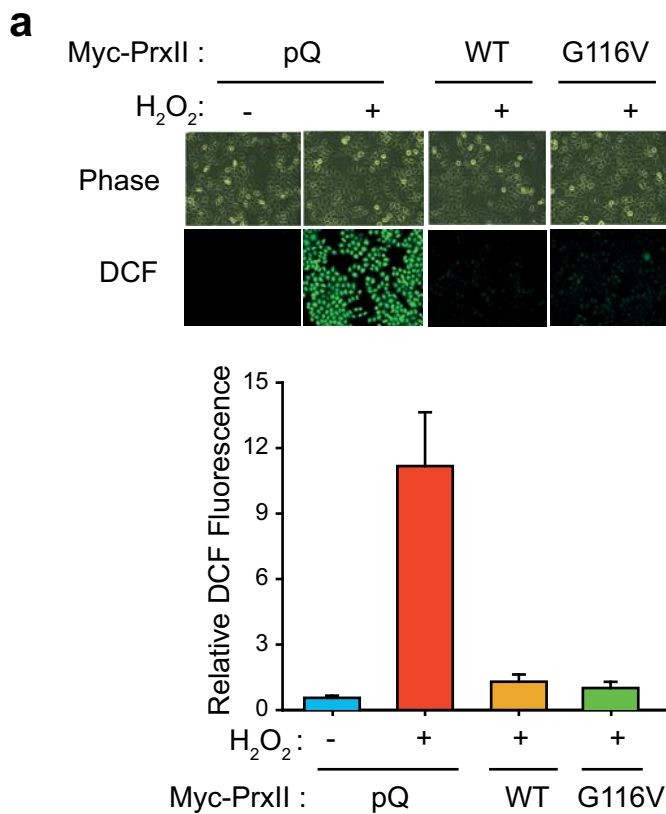 a
Myc-PrxII : pQ WT G116V
H2O2: - + + +
Phase
DCF
Relative DCF Fluorescence
15
12
9
6
3
0
H2O2 : - + + +
Myc-PrxII : pQ WT G116V